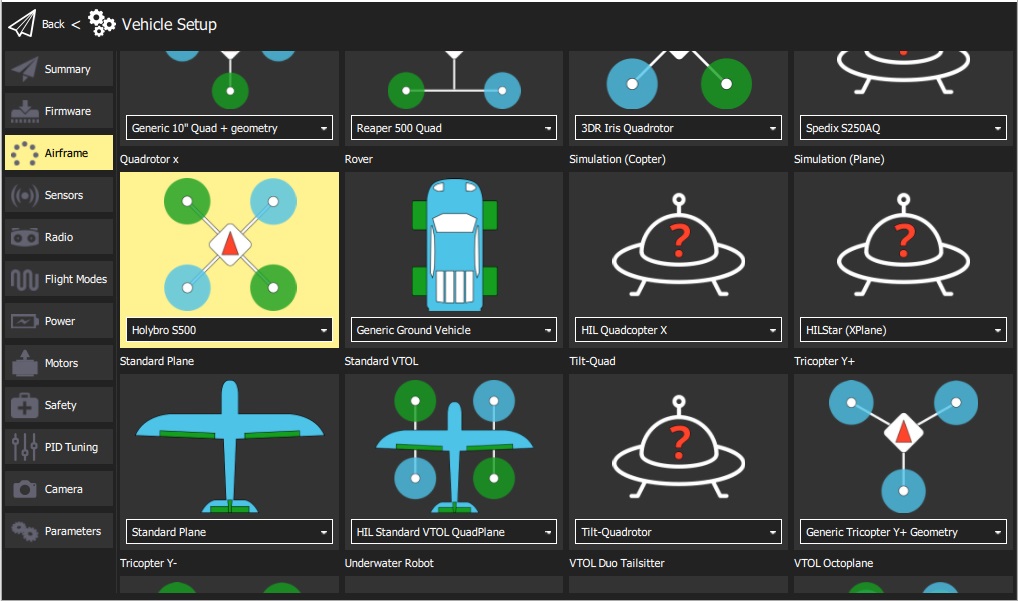 Back < Vehicle Setup
Summary
Firmware
Airframe
Sensors
Radio
Flight Modes
Power
Motors
Safety
PID Tuning
Camera
Parameters
Generic 10" Quad + geometry
Reaper 500 Quad
3DR Iris Quadrotor
Spedix S250AQ
Quadrotor x
Rover
Simulation (Copter)
Simulation (Plane)
?
?
Holybro S500
Generic Ground Vehicle
HIL Quadcopter X
HILStar (XPlane)
Standard Plane
Standard VTOL
Tilt-Quad
Tricopter Y+
?
Standard Plane
HIL Standard VTOL QuadPlane
Tilt-Quadrotor
Generic Tricopter Y+ Geometry
Tricopter Y-
Underwater Robot
VTOL Duo Tailsitter
VTOL Octoplane